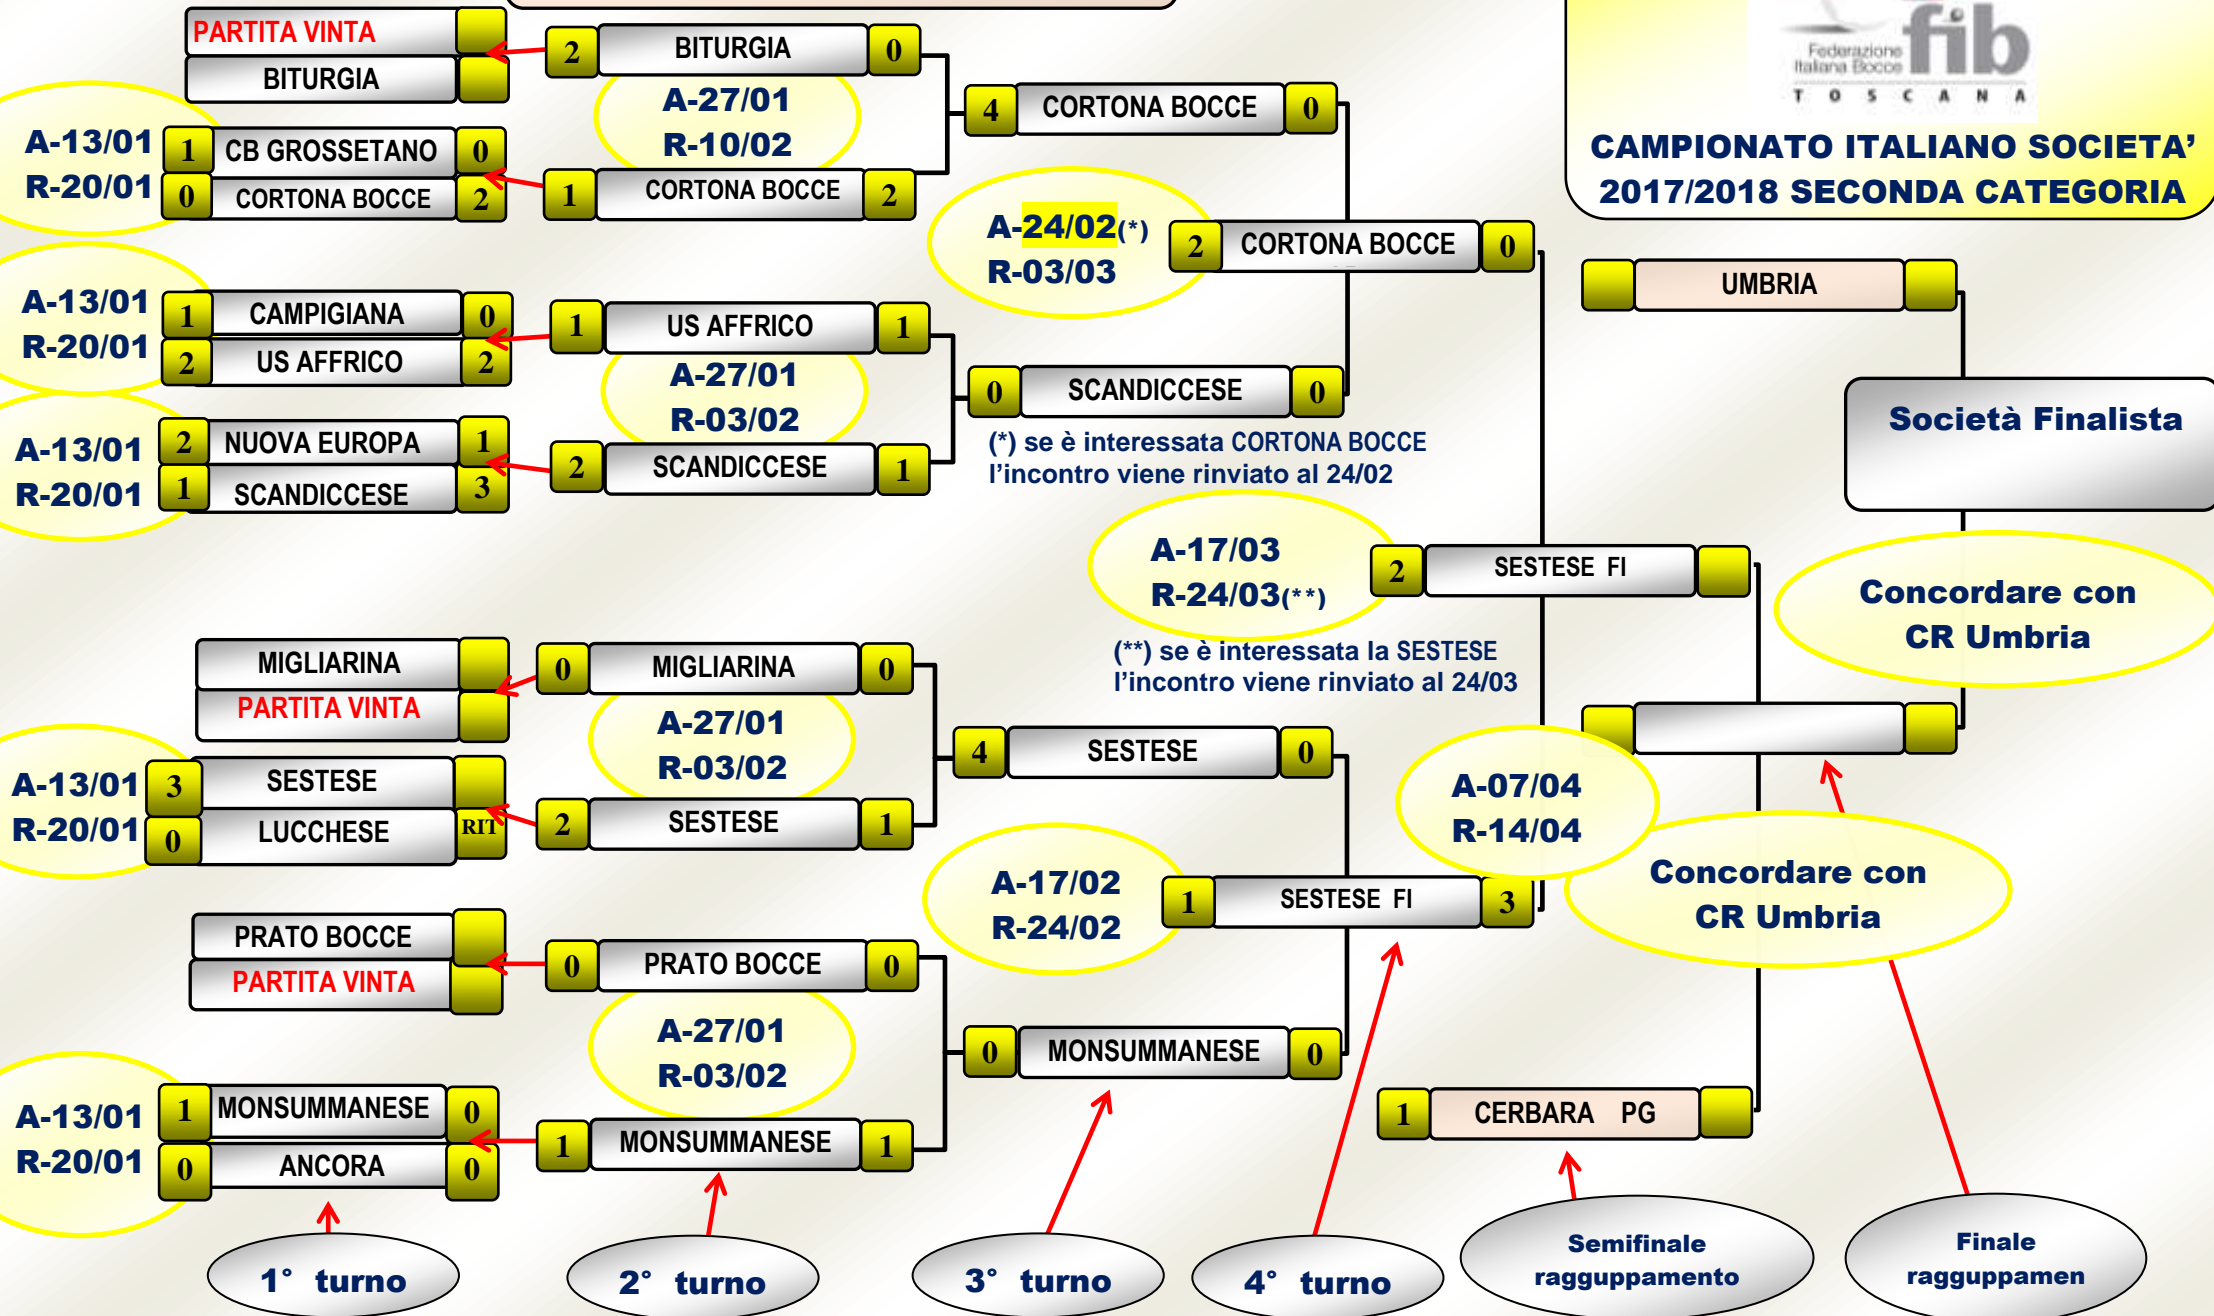 Federazione
Italiana Bocce
fib
TOSCANA
CAMPIONATO ITALIANO SOCIETA’
2017/2018 SECONDA CATEGORIA
PARTITA VINTA
BITURGIA
A-13/01
R-20/01
1 CB GROSSETANO 0
0 CORTONA BOCCE 2
A-13/01
R-20/01
1 CAMPIGIANA 0
2 US AFFRICO 2
A-13/01
R-20/01
2 NUOVA EUROPA 1
1 SCANDICCESE 3
MIGLIARINA
PARTITA VINTA
A-13/01
R-20/01
3 SESTESE
0 LUCCHESE RIT
PRATO BOCCE
PARTITA VINTA
A-13/01
R-20/01
1 MONSUMMANESE 0
0 ANCORA 0
1° turno
2 BITURGIA 0
A-27/01
R-10/02
1 CORTONA BOCCE 2
1 US AFFRICO 1
A-27/01
R-03/02
2 SCANDICCESE 1
0 MIGLIARINA 0
A-27/01
R-03/02
2 SESTESE 1
0 PRATO BOCCE 0
A-27/01
R-03/02
1 MONSUMMANESE 1
2° turno
4 CORTONA BOCCE 0
A-24/02(*)
R-03/03
0 SCANDICCESE 0
(*) se è interessata CORTONA BOCCE
l’incontro viene rinviato al 24/02
4 SESTESE 0
A-17/02
R-24/02
0 MONSUMMANESE 0
3° turno
2 CORTONA BOCCE 0
A-17/03
R-24/03(**)
(**) se è interessata la SESTESE
l’incontro viene rinviato al 24/03
1 SESTESE FI 3
4° turno
2 SESTESE FI
A-07/04
R-14/04
1 CERBARA PG
Semifinale
ragguppamento
UMBRIA
Concordare con
CR Umbria
Finale
ragguppamen
Società Finalista
Concordare con
CR Umbria